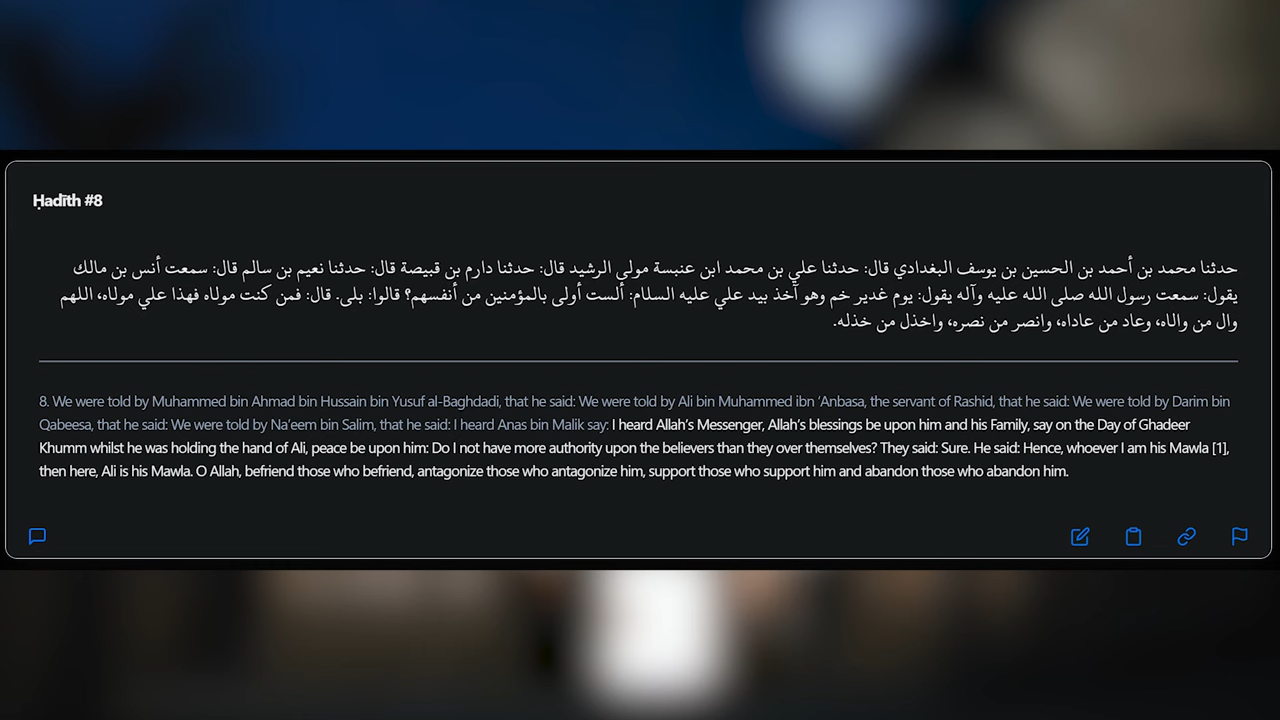 Ḥadīth #8
حدثنا محمد بن أحمد بن الحسين بن يوسف البغدادي قال: حدثنا علي بن محمد ابن عنبسة مولى الرشيد قال: حدثنا دارم بن قبيصة قال: حدثنا نعيم بن سالم قال: سمعت أنس بن مالك
يقول: سمعت رسول الله صلى الله عليه وآله يقول: يوم غدير خم وهو آخذ بيد علي عليه السلام: ألست أولى بالمؤمنين من أنفسهم؟ قالوا: بلى. قال: فمن كنت مولاه فهذا علي مولاه، اللهم
وال من والاه، وعاد من عاداه، وانصر من نصره، واخذل من خذله.
8. We were told by Muhammed bin Ahmad bin Hussain bin Yusuf al-Baghdadi, that he said: We were told by Ali bin Muhammed ibn ‘Anbasa, the servant of Rashid, that he said: We were told by Darim bin
Qabeesa, that he said: We were told by Na’eem bin Salim, that he said: I heard Anas bin Malik say: I heard Allah’s Messenger, Allah’s blessings be upon him and his Family, say on the Day of Ghadeer
Khumm whilst he was holding the hand of Ali, peace be upon him: Do I not have more authority upon the believers than they over themselves? They said: Sure. He said: Hence, whoever I am his Mawla [1],
then here, Ali is his Mawla. O Allah, befriend those who befriend, antagonize those who antagonize him, support those who support him and abandon those who abandon him.